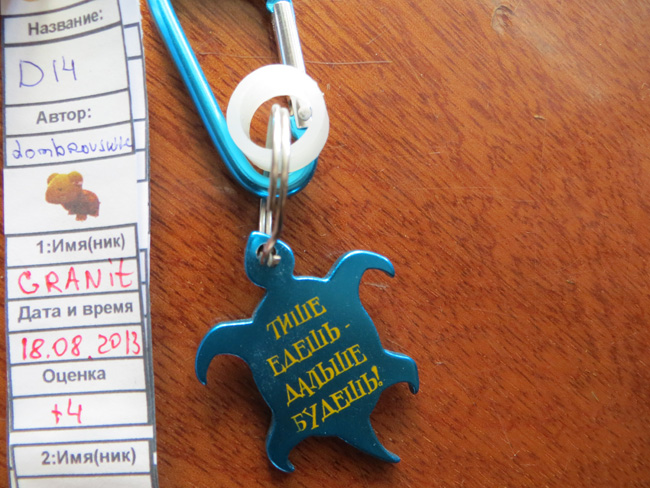 Название:
D14
Автор:
dombrovskik
1:Имя(ник)
GRANiT
Дата и время
18.08.2013
Оценка
+4
2:Имя(ник)
ТИШЕ
ЕДЕШЬ -
ДАЛЬШЕ
БУДЕШЬ!